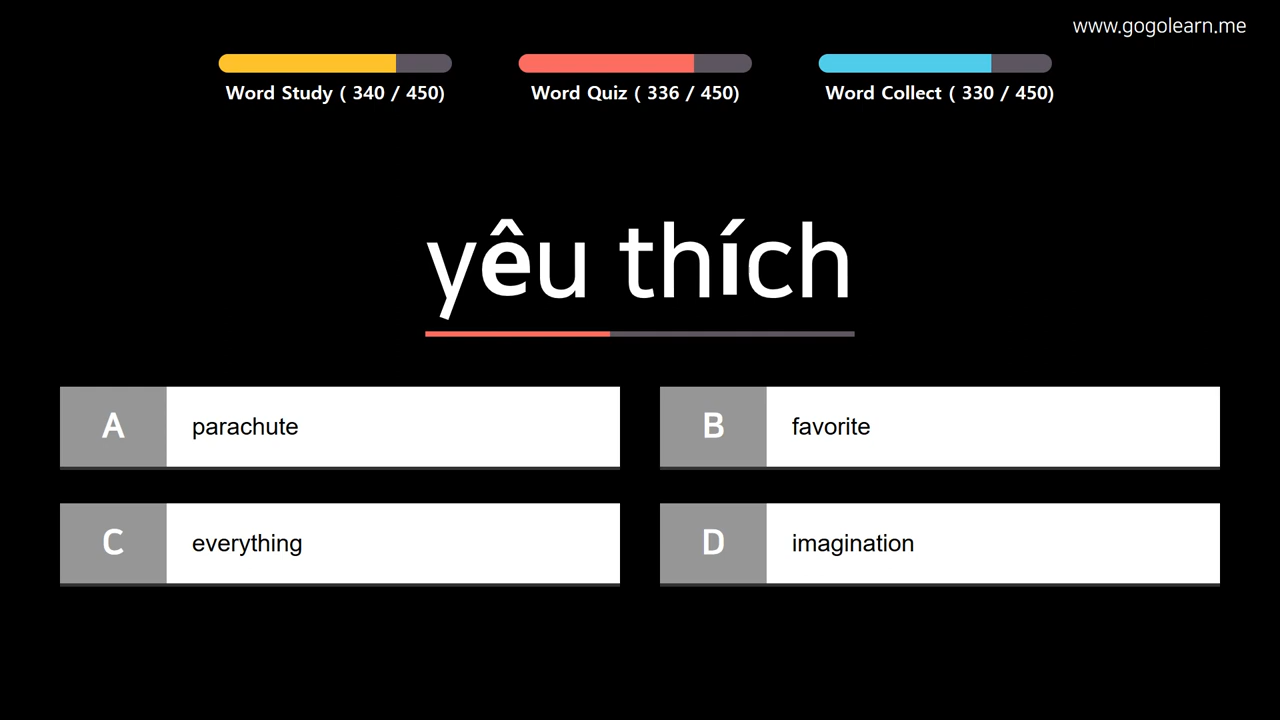 www.gogolearn.me
Word Study ( 340 / 450)
Word Quiz ( 336 / 450)
Word Collect ( 330 / 450)
yêu thích
A parachute
B favorite
C everything
D imagination